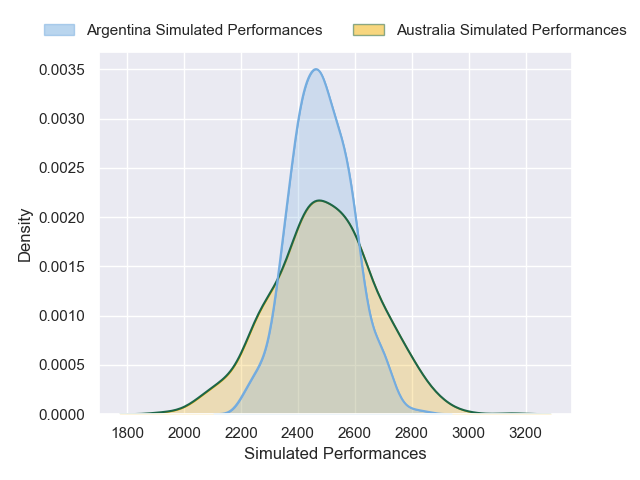 Argentina Simulated Performances Australia Simulated Performances
0.0035
0.0030
0.0025
0.0020
0.0015
0.0010
0.0005
0.0000
Density
1800 2000 2200 2400 2600 2800 3000 3200
Simulated Performances